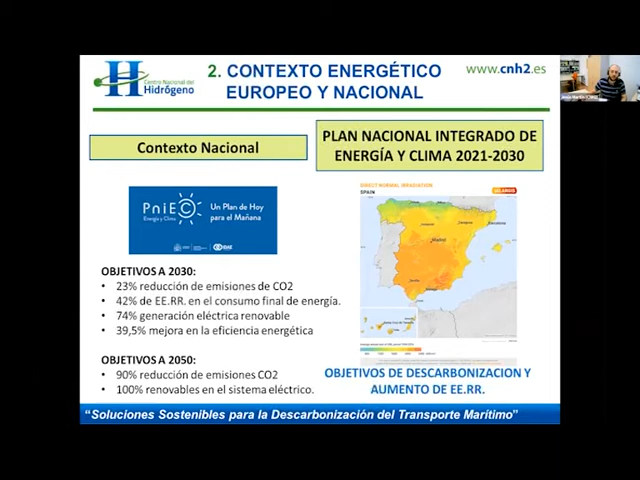 Centro Nacional del
Hidrógeno
2. CONTEXTO ENERGÉTICO
EUROPEO Y NACIONAL
www.cnh2.es
Contexto Nacional
PLAN NACIONAL INTEGRADO DE
ENERGÍA Y CLIMA 2021-2030
PniEC
Energía y Clima
Un Plan de Hoy
para el Mañana
IDAE
DIRECT NORMAL IRRADIATION
SPAIN
SOLARGIS
Madrid
Barcelona
OBJETIVOS A 2030:
• 23% reducción de emisiones de CO2
• 42% de EE.RR. en el consumo final de energía.
• 74% generación eléctrica renovable
• 39,5% mejora en la eficiencia energética
OBJETIVOS A 2050:
• 90% reducción de emisiones CO2
• 100% renovables en el sistema eléctrico.
OBJETIVOS DE DESCARBONIZACION Y
AUMENTO DE EE.RR.
“Soluciones Sostenibles para la Descarbonización del Transporte Marítimo”